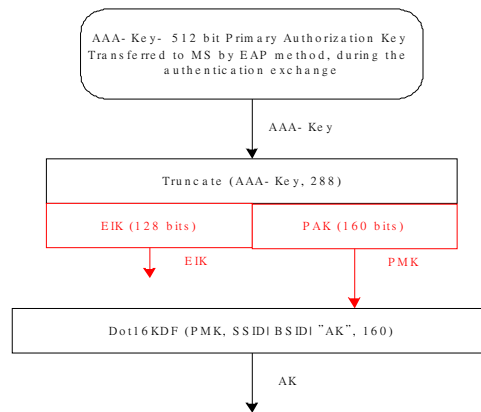 AAA-Key- 512 bit Primary Authorization Key
Transferred to MS by EAP method, during the
authentication exchange
AAA-Key
Truncate (AAA-Key, 288)
EIK (128 bits)
PAK (160 bits)
EIK
PMK
Dot16KDF (PMK, SSID| BSID| "AK", 160)
AK